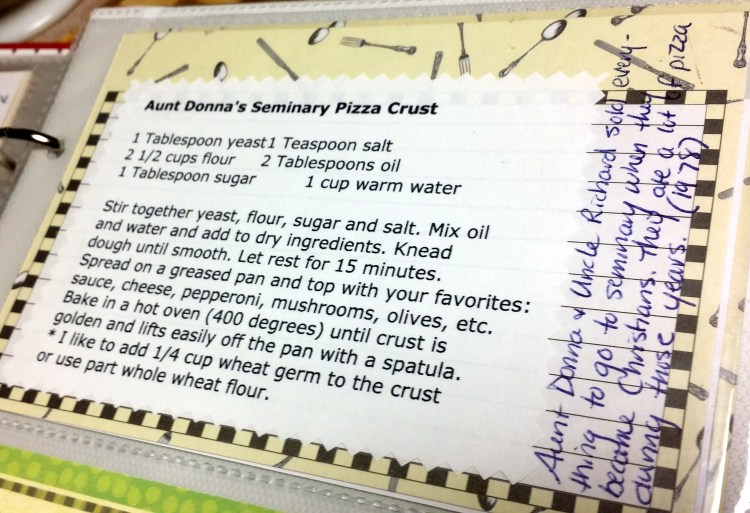 Aunt Donna's Seminary Pizza Crust
1 Tablespoon yeast 1 Teaspoon salt
2 1/2 cups flour 2 Tablespoons oil
1 Tablespoon sugar 1 cup warm water
Stir together yeast, flour, sugar and salt. Mix oil
and water and add to dry ingredients. Knead
dough until smooth. Let rest for 15 minutes.
Spread on a greased pan and top with your favorites:
sauce, cheese, pepperoni, mushrooms, olives, etc.
Bake in a hot oven (400 degrees) until crust is
golden and lifts easily off the pan with a spatula.
* I like to add 1/4 cup wheat germ to the crust
or use part whole wheat flour.
Aunt Donna & Uncle Richard sold every-
thing to go to seminary when they
became Christians. They ate a lot of pizza
during those years. (1978)